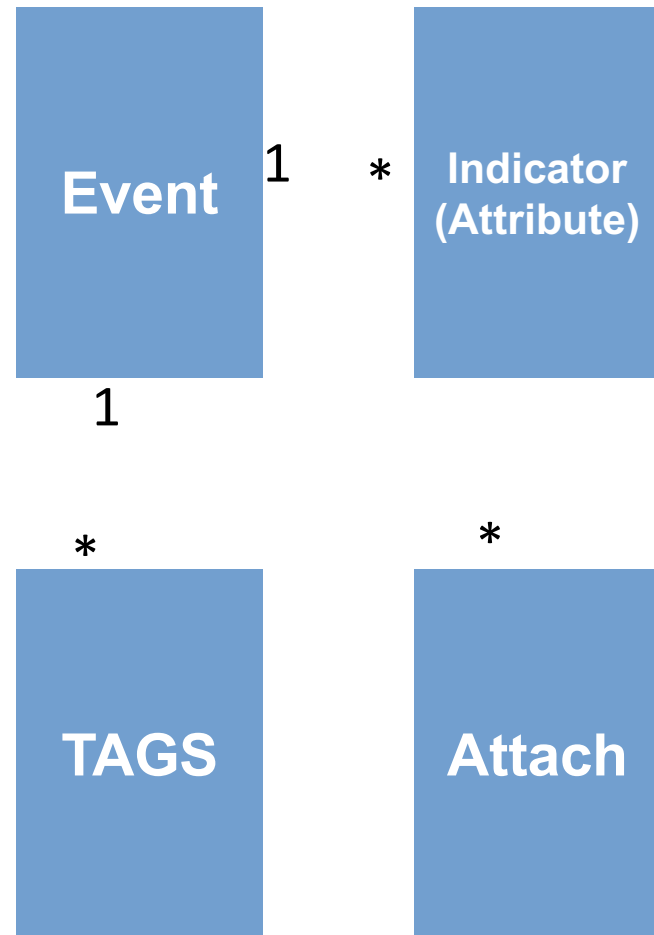 Event
1
*
Indicator
(Attribute)
1
*
*
TAGS
Attach